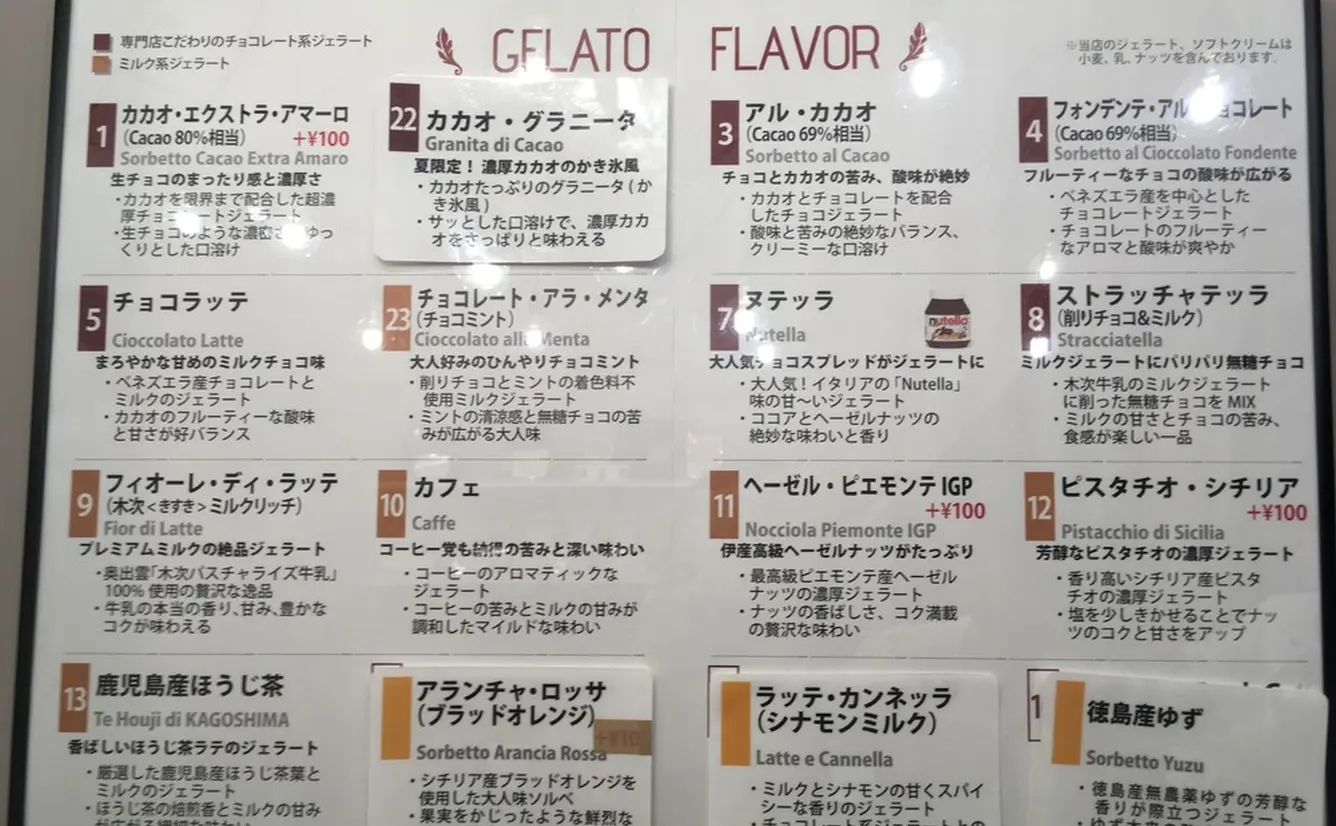 専門店こだわりのチョコレート系ジェラート
ミルク系ジェラート
GELATO FLAVOR
※当店のジェラート、ソフトクリームは
小麦、乳、ナッツを含んでおります。
1
カカオ・エクストラ・アマーロ
(Cacao 80%相当) +¥100
Sorbetto Cacao Extra Amaro
生チョコのまったり感と濃厚さ
・カカオを限界まで配合した超濃
厚チョコレートジェラート
・生チョコのような濃密さ ゆっ
くりとした口溶け
22
カカオ・グラニータ
Granita di Cacao
夏限定！濃厚カカオのかき氷風
・カカオたっぷりのグラニータ(か
き氷風)
・サッとした口溶けで、濃厚カカ
オをさっぱりと味わえる
3
アル・カカオ
(Cacao 69%相当)
Sorbetto al Cacao
チョコとカカオの苦み、酸味が絶妙
・カカオとチョコレートを配合
したチョコジェラート
・酸味と苦みの絶妙なバランス、
クリーミーな口溶け
4
フォンデンテ・アル チョコレート
(Cacao 69%相当)
Sorbetto al Cioccolato Fondente
フルーティーなチョコの酸味が広がる
・ベネズエラ産を中心とした
チョコレートジェラート
・チョコレートのフルーティー
なアロマと酸味が爽やか
5
チョコラッテ
Cioccolato Latte
まろやかな甘めのミルクチョコ味
・ベネズエラ産チョコレートと
ミルクのジェラート
・カカオのフルーティーな酸味
と甘さが好バランス
23
チョコレート・アラ・メンタ
(チョコミント)
Cioccolato alla Menta
大人好みのひんやりチョコミント
・削りチョコとミントの着色料不
使用ミルクジェラート
・ミントの清涼感と無糖チョコの苦
みが広がる大人味
7
ヌテッラ
Nutella
nutella
大人気チョコスプレッドがジェラートに
・大人気！イタリアの「Nutella」
味の甘〜いジェラート
・ココアとヘーゼルナッツの
絶妙な味わいと香り
8
ストラッチャテッラ
(削りチョコ&ミルク)
Stracciatella
ミルクジェラートにパリパリ無糖チョコ
・木次牛乳のミルクジェラート
に削った無糖チョコを MIX
・ミルクの甘さとチョコの苦み、
食感が楽しい一品
9
フィオーレ・ディ・ラッテ
(木次<きすき>ミルクリッチ)
Fior di Latte
プレミアムミルクの絶品ジェラート
・奥出雲「木次パスチャライズ牛乳」
100% 使用の贅沢な逸品
・牛乳の本当の香り、甘み、豊かな
コクが味わえる
10
カフェ
Caffe
コーヒー党も納得の苦みと深い味わい
・コーヒーのアロマティックな
ジェラート
・コーヒーの苦みとミルクの甘みが
調和したマイルドな味わい
11
ヘーゼル・ピエモンテ IGP
+¥100
Nocciola Piemonte IGP
伊産高級ヘーゼルナッツがたっぷり
・最高級ピエモンテ産ヘーゼル
ナッツの濃厚ジェラート
・ナッツの香ばしさ、コク満載
の贅沢な味わい
12
ピスタチオ・シチリア
+¥100
Pistacchio di Sicilia
芳醇なピスタチオの濃厚ジェラート
・香り高いシチリア産ピスタ
チオの濃厚ジェラート
・塩を少しきかせることでナッ
ツのコクと甘さをアップ
13
鹿児島産ほうじ茶
Te Houji di KAGOSHIMA
香ばしいほうじ茶ラテのジェラート
・厳選した鹿児島産ほうじ茶葉と
ミルクのジェラート
・ほうじ茶の焙煎香とミルクの甘み
アランチャ・ロッサ
(ブラッドオレンジ)
+¥10
Sorbetto Arancia Rossa
・シチリア産ブラッドオレンジを
使用した大人味ソルベ
・果実をかじったような鮮烈な
ラッテ・カンネッラ
(シナモンミルク)
Latte e Cannella
・ミルクとシナモンの甘くスパイ
シーな香りのジェラート
1
徳島産ゆず
Sorbetto Yuzu
・徳島産無農薬ゆずの芳醇な
香りが際立つジェラート